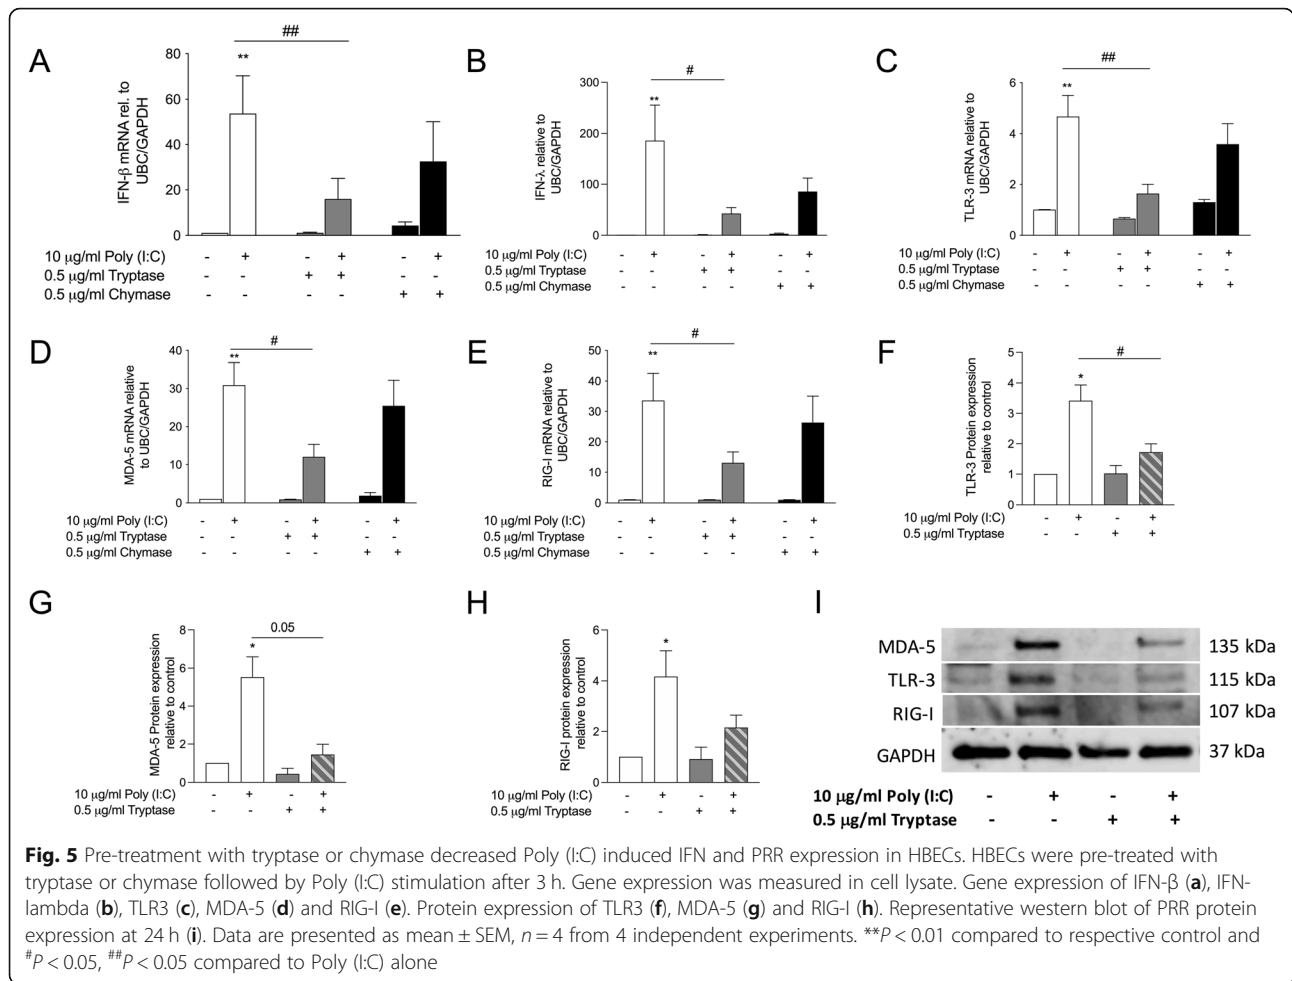 A
##
80
60
40
20
0
**
IFN-β mRNA rel. to
UBC/GAPDH
10 µg/ml Poly (I:C) - + - + - +
0.5 µg/ml Tryptase - - + + - -
0.5 µg/ml Chymase - - - - + +
B
#
300
200
100
0
**
IFN-λ relative to
UBC/GAPDH
10 µg/ml Poly (I:C) - + - + - +
0.5 µg/ml Tryptase - - + + - -
0.5 µg/ml Chymase - - - - + +
C
##
6
4
2
0
**
TLR-3 mRNA relative to
UBC/GAPDH
10 µg/ml Poly (I:C) - + - + - +
0.5 µg/ml Tryptase - - + + - -
0.5 µg/ml Chymase - - - - + +
D
#
40
30
20
10
0
**
MDA-5 mRNA relative
to UBC/GAPDH
10 µg/ml Poly (I:C) - + - + - +
0.5 µg/ml Tryptase - - + + - -
0.5 µg/ml Chymase - - - - + +
E
#
50
40
30
20
10
0
**
RIG-I mRNA relative to
UBC/GAPDH
10 µg/ml Poly (I:C) - + - + - +
0.5 µg/ml Tryptase - - + + - -
0.5 µg/ml Chymase - - - - + +
F
#
5
4
3
2
1
0
*
TLR-3 Protein expression
relative to control
10 µg/ml Poly (I:C) - + - +
0.5 µg/ml Tryptase - - + +
G
0.05
8
6
4
2
0
*
MDA-5 Protein expression
relative to control
10 µg/ml Poly (I:C) - + - +
0.5 µg/ml Tryptase - - + +
H
6
4
2
0
*
RIG-I protein expression
relative to control
10 µg/ml Poly (I:C) - + - +
0.5 µg/ml Tryptase - - + +
I
MDA-5 135 kDa
TLR-3 115 kDa
RIG-I 107 kDa
GAPDH 37 kDa
10 µg/ml Poly (I:C) - + - +
0.5 µg/ml Tryptase - - + +
Fig. 5 Pre-treatment with tryptase or chymase decreased Poly (I:C) induced IFN and PRR expression in HBECs. HBECs were pre-treated with
tryptase or chymase followed by Poly (I:C) stimulation after 3 h. Gene expression was measured in cell lysate. Gene expression of IFN-β (a), IFN-
lambda (b), TLR3 (c), MDA-5 (d) and RIG-I (e). Protein expression of TLR3 (f), MDA-5 (g) and RIG-I (h). Representative western blot of PRR protein
expression at 24 h (i). Data are presented as mean ± SEM, n = 4 from 4 independent experiments. **P < 0.01 compared to respective control and
#P < 0.05, ##P < 0.05 compared to Poly (I:C) alone